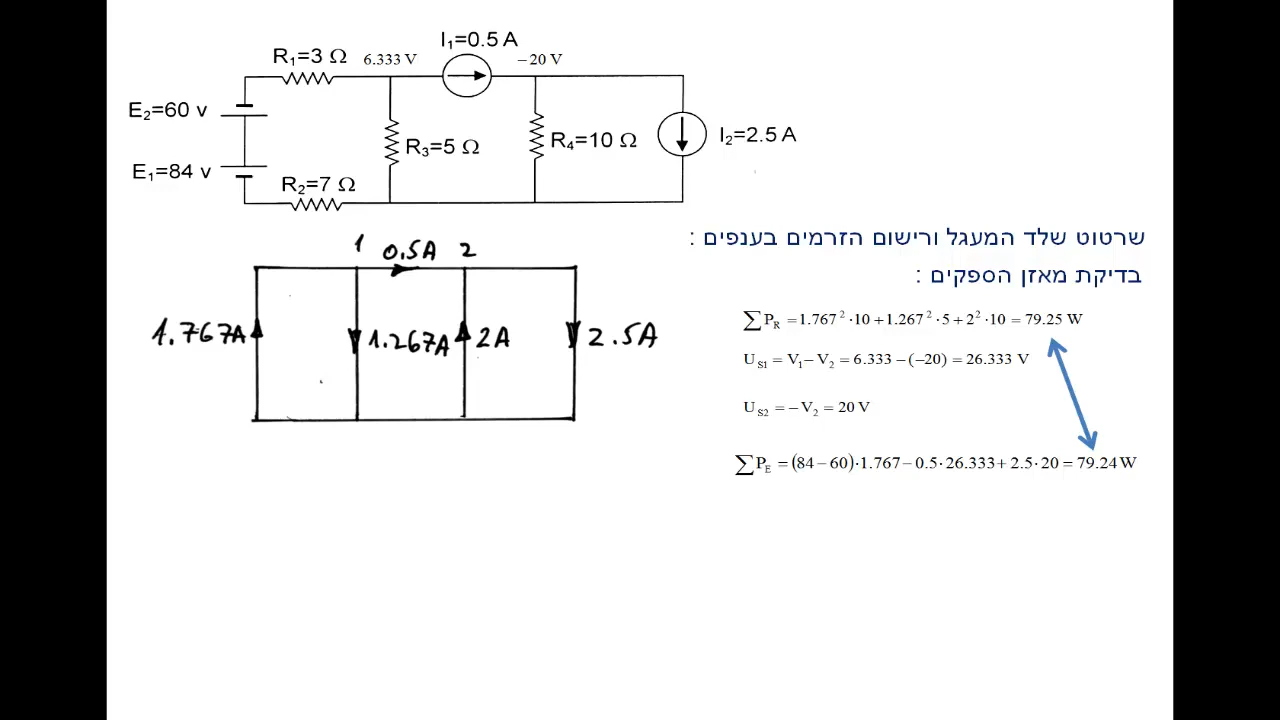 I₁=0.5 A
R₁=3 Ω 6.333 V −20 V
E₂=60 v
R₃=5 Ω R₄=10 Ω I₂=2.5 A
E₁=84 v
R₂=7 Ω
1 0.5A 2
1.767A 1.267A 2A 2.5A
שרטוט שלד המעגל ורישום הזרמים בענפים :
בדיקת מאזן הספקים :
∑ P_R = 1.767² · 10 + 1.267² · 5 + 2² · 10 = 79.25 W
U_S1 = V₁ − V₂ = 6.333 − (−20) = 26.333 V
U_S2 = −V₂ = 20 V
∑ P_E = (84 − 60) · 1.767 − 0.5 · 26.333 + 2.5 · 20 = 79.24 W